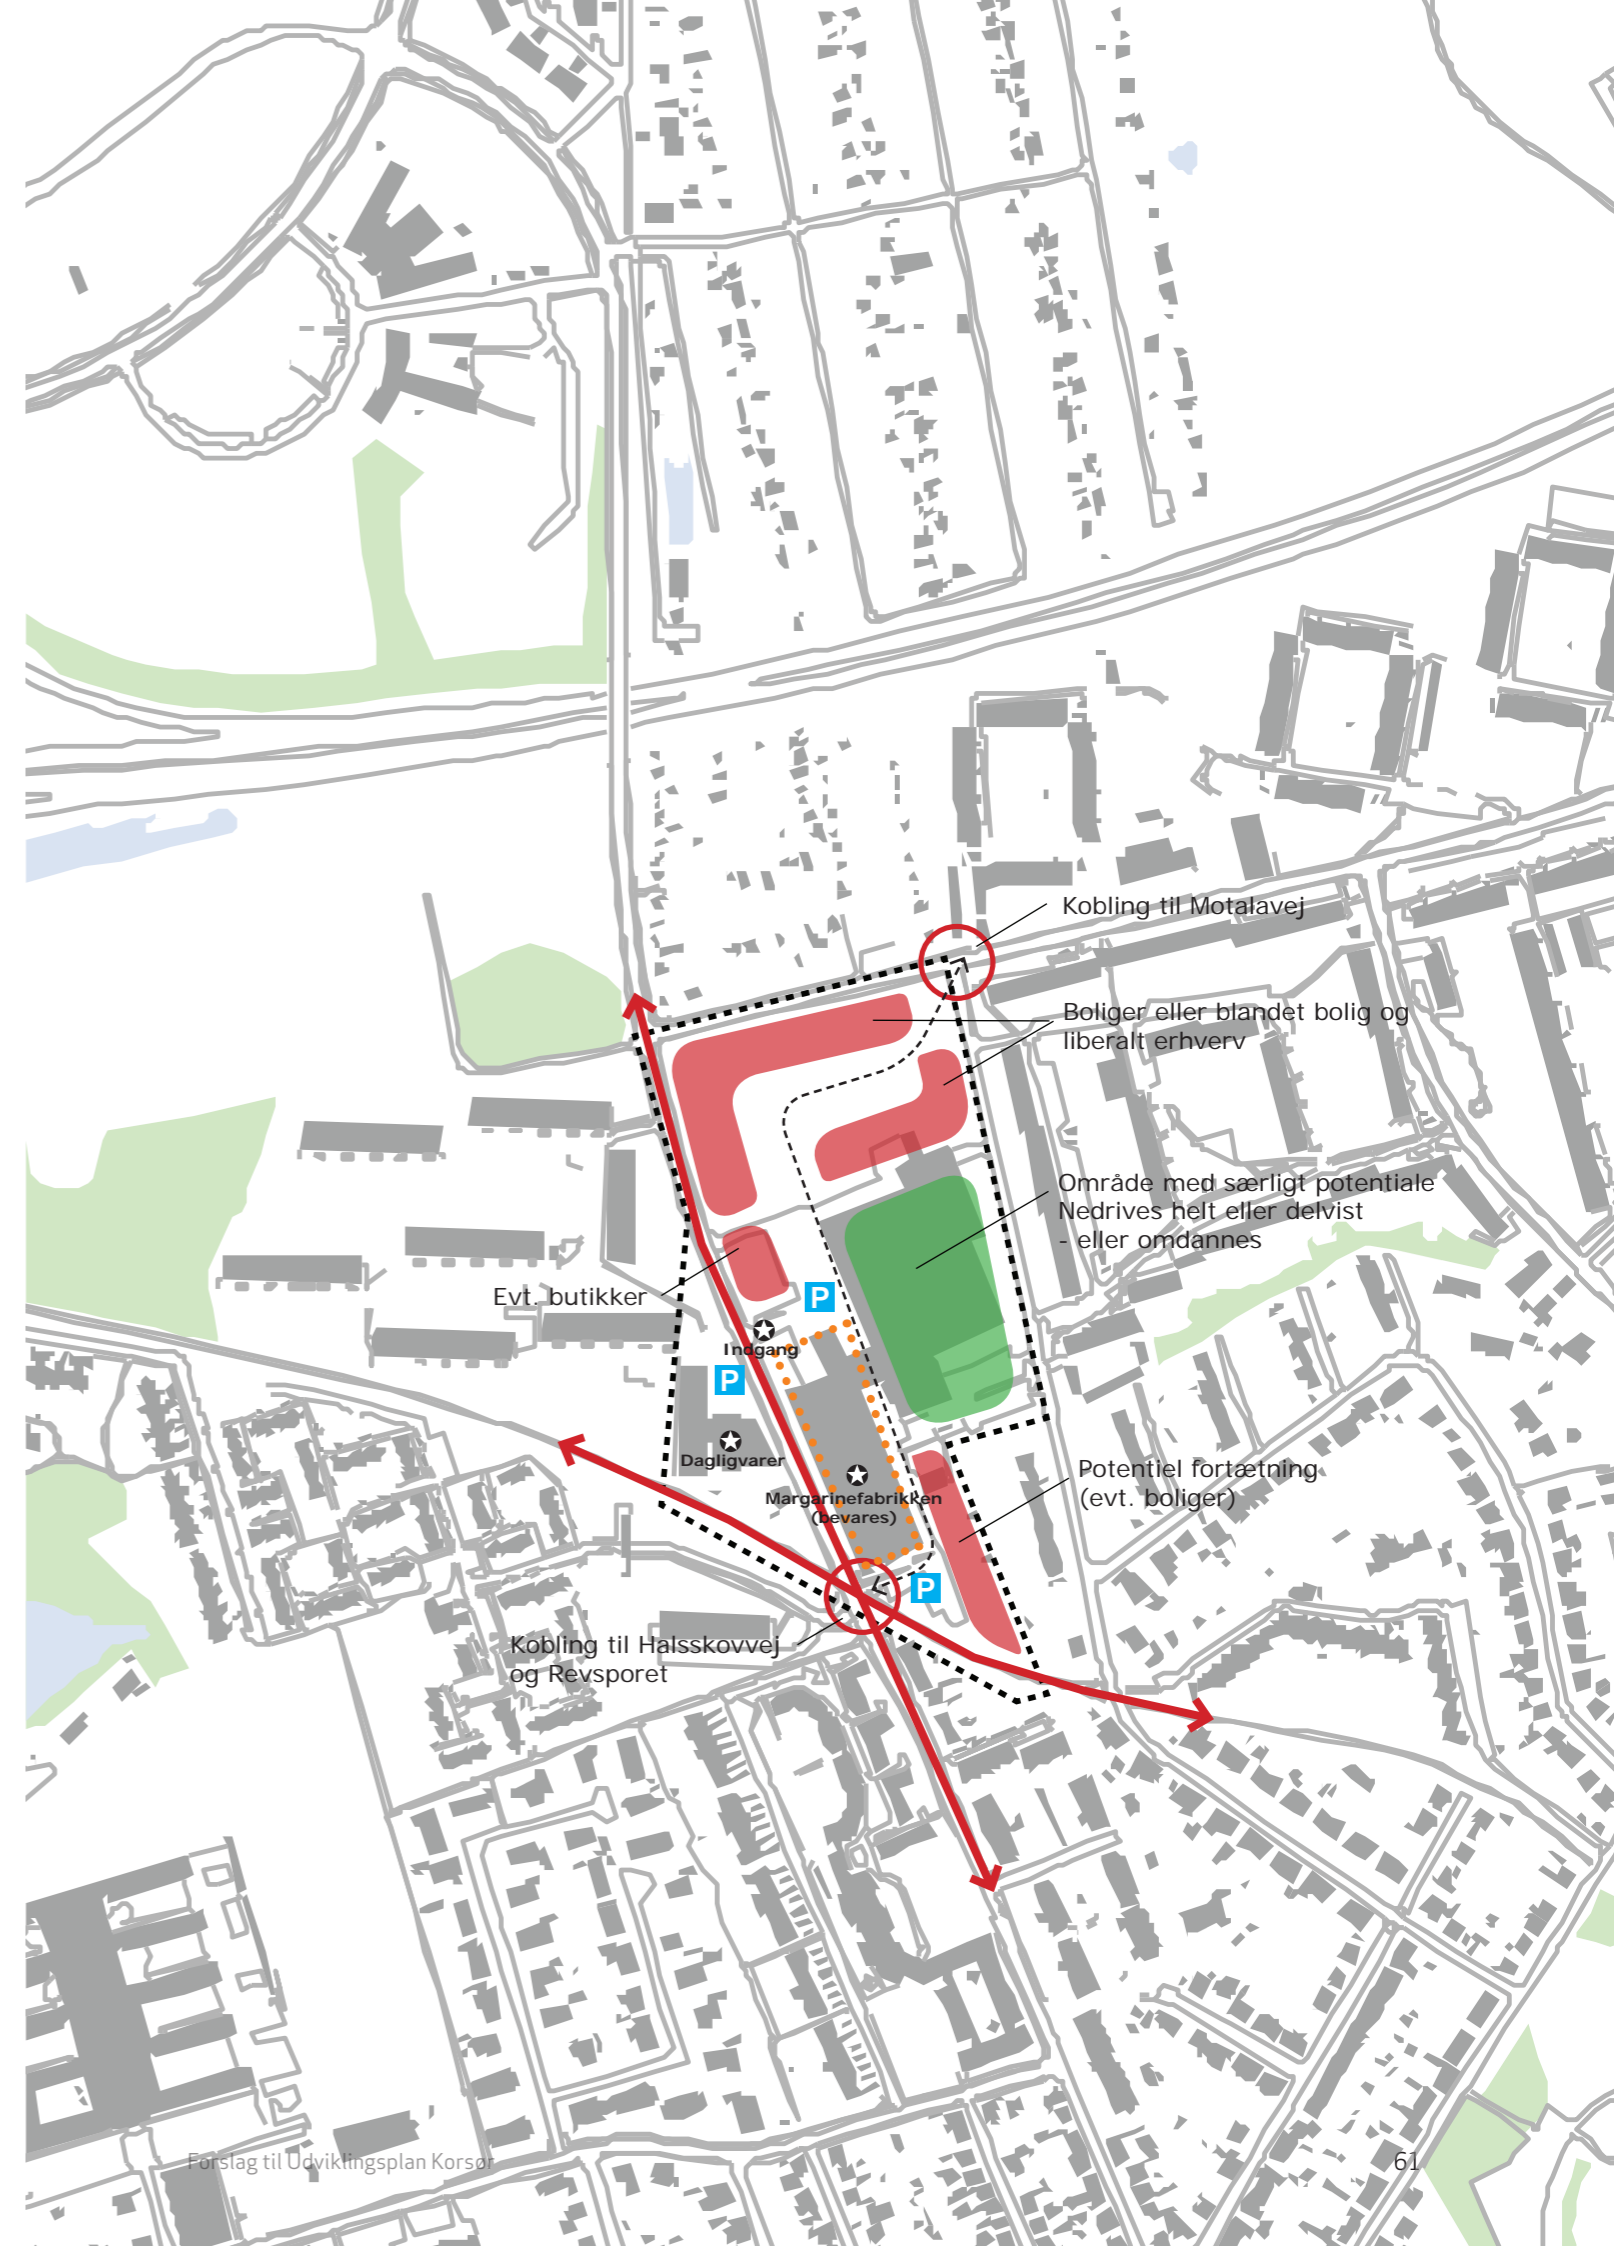 Kobling til Motalavej
Boliger eller blandet bolig og
liberalt erhverv
Område med særligt potentiale
Nedrives helt eller delvist
- eller omdannes
Evt. butikker
P
Indgang
P
Dagligvarer
Potentiel fortætning
(evt. boliger)
Margarinefabrikken
(bevares)
P
Kobling til Halsskovvej
og Revsporet
Forslag til Udviklingsplan Korsør
61